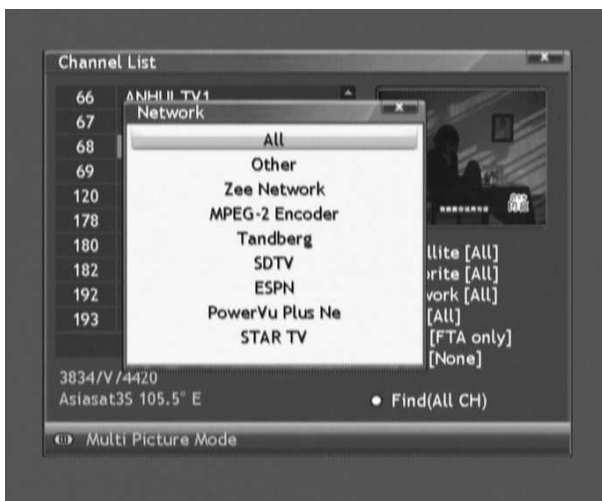 Channel List
66 ANHUI TV1
67
68
69
120
178
180
182
192
193
Network
All
Other
Zee Network
MPEG-2 Encoder
Tandberg
SDTV
ESPN
PowerVu Plus Ne
STAR TV
llite [All]
rite [All]
work [All]
[All]
[FTA only]
[None]
3834/V/4420
Asiasat3S 105.5° E
Find(All CH)
Multi Picture Mode